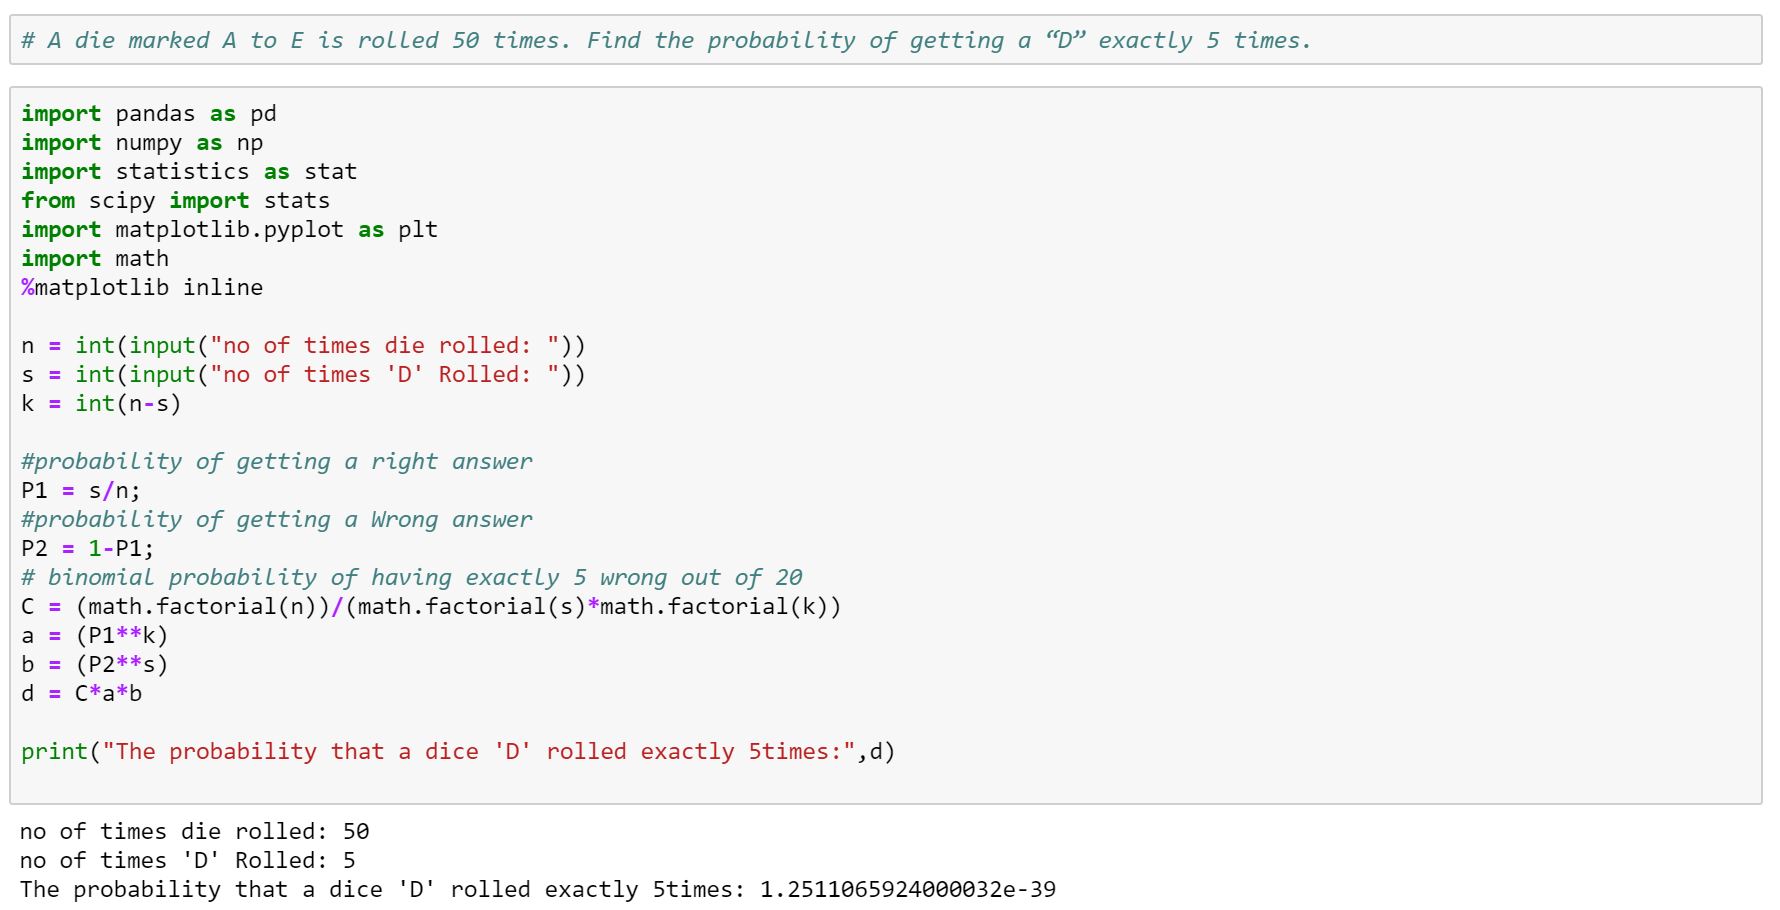 # A die marked A to E is rolled 50 times. Find the probability of getting a “D” exactly 5 times.
import pandas as pd
import numpy as np
import statistics as stat
from scipy import stats
import matplotlib.pyplot as plt
import math
%matplotlib inline
n = int(input("no of times die rolled: "))
s = int(input("no of times 'D' Rolled: "))
k = int(n-s)
#probability of getting a right answer
P1 = s/n;
#probability of getting a Wrong answer
P2 = 1-P1;
# binomial probability of having exactly 5 wrong out of 20
C = (math.factorial(n))/(math.factorial(s)*math.factorial(k))
a = (P1**k)
b = (P2**s)
d = C*a*b
print("The probability that a dice 'D' rolled exactly 5times:",d)
no of times die rolled: 50
no of times 'D' Rolled: 5
The probability that a dice 'D' rolled exactly 5times: 1.2511065924000032e-39